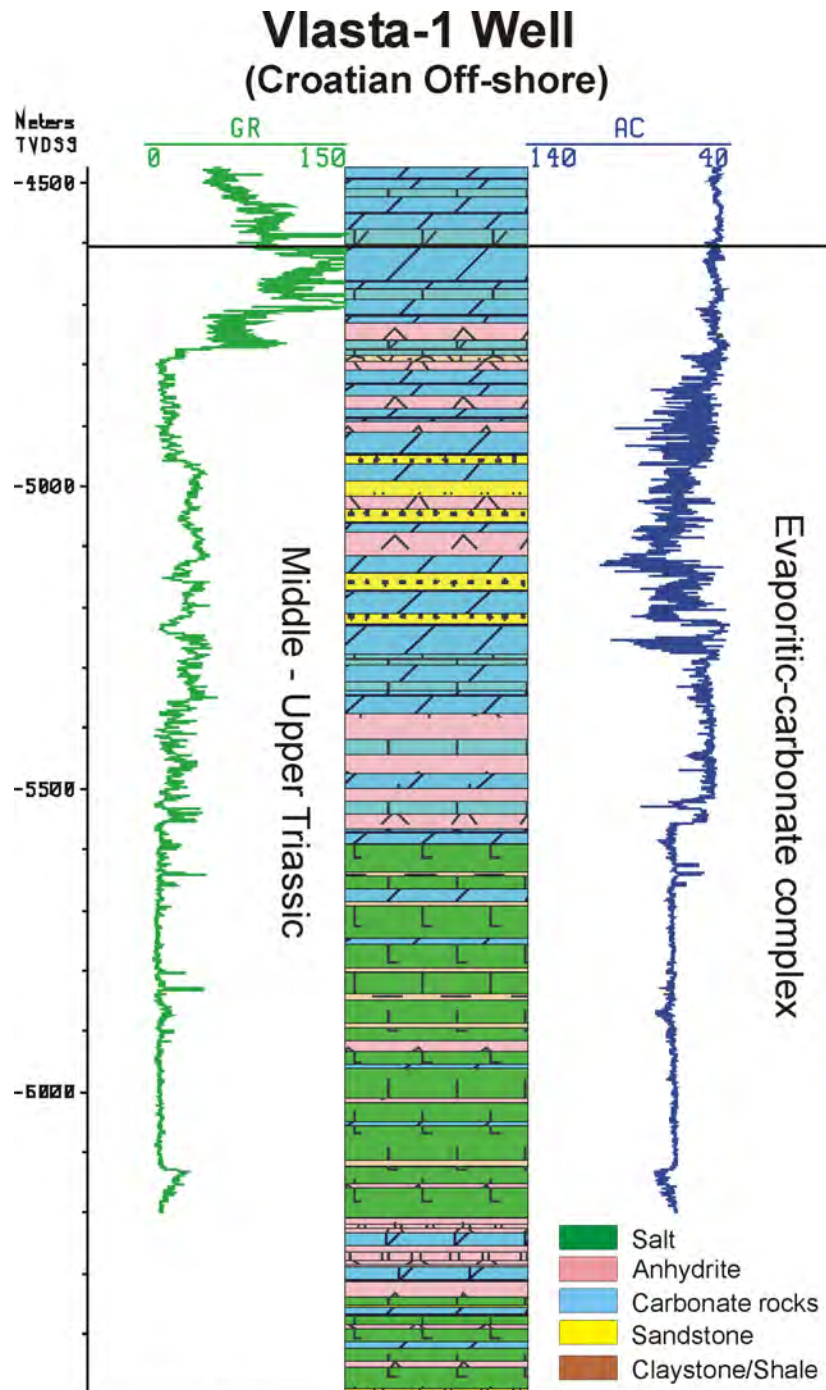 Vlasta-1 Well
(Croatian Off-shore)
Meters
TVDSS
GR
0 150
AC
140 40
-4500
-5000
-5500
-6000
Middle - Upper Triassic
Evaporitic-carbonate complex
Salt
Anhydrite
Carbonate rocks
Sandstone
Claystone/Shale